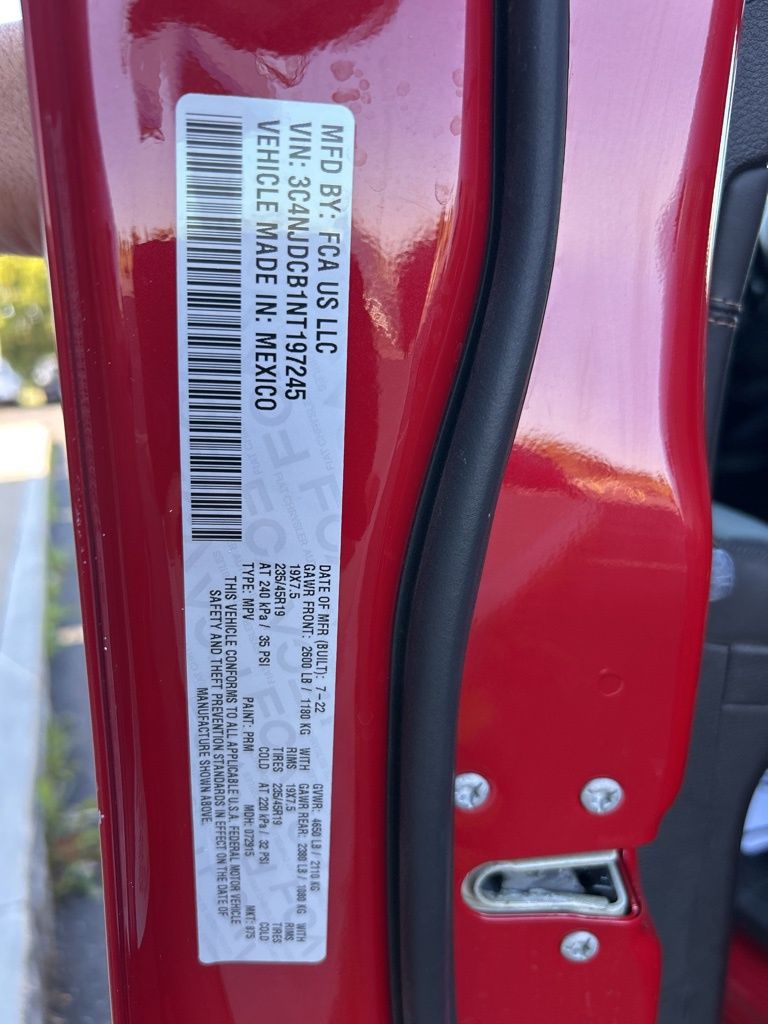 MFD BY: FCA US LLC
VIN: 3C4NJDCB1NT197245
VEHICLE MADE IN: MEXICO
DATE OF MFR (BUILT): 7-22 GVWR: 4650 LB / 2110 KG
GAWR FRONT: 2600 LB / 1180 KG WITH GAWR REAR: 2380 LB / 1080 KG WITH
19X7.5 RIMS 19X7.5 RIMS
235/45R19 TIRES 235/45R19 TIRES
AT 240 kPa / 35 PSI COLD AT 220 kPa / 32 PSI COLD
TYPE: MPV PAINT: PRM MDH: 072915 MKT: 875
THIS VEHICLE CONFORMS TO ALL APPLICABLE U.S.A. FEDERAL MOTOR VEHICLE
SAFETY AND THEFT PREVENTION STANDARDS IN EFFECT ON THE DATE OF
MANUFACTURE SHOWN ABOVE.